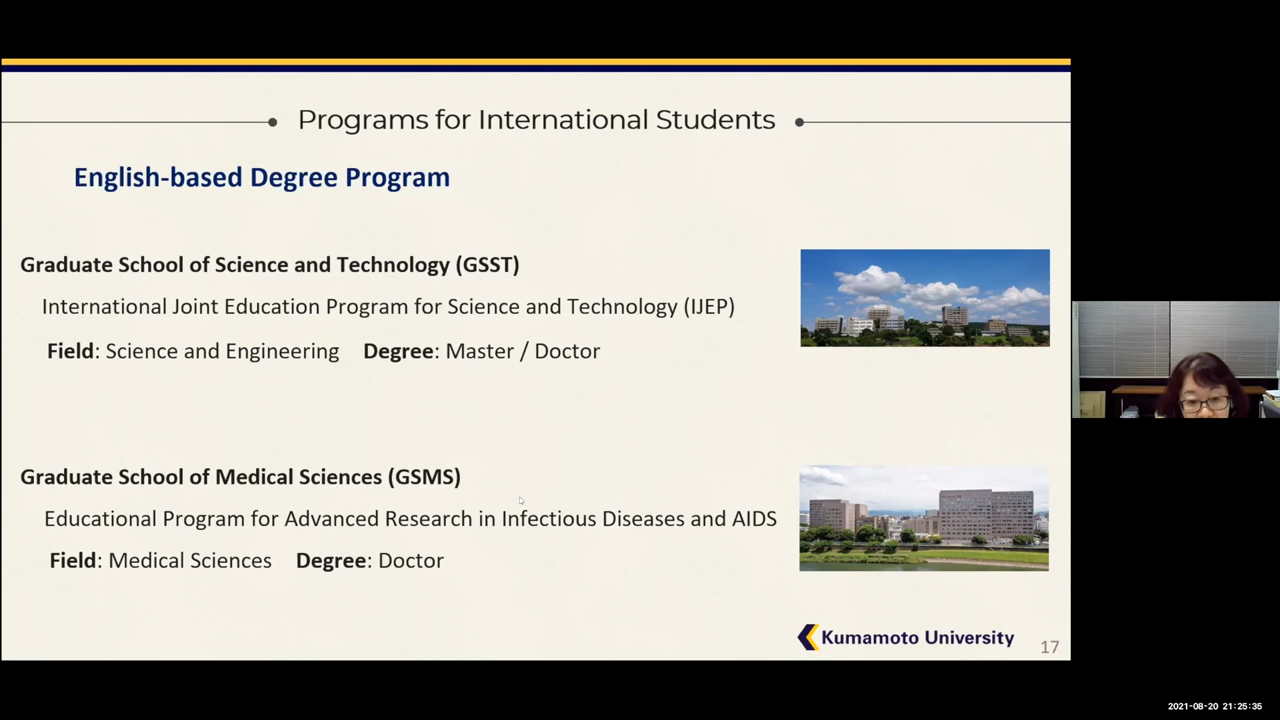 Programs for International Students
English-based Degree Program
Graduate School of Science and Technology (GSST)
International Joint Education Program for Science and Technology (IJEP)
Field: Science and Engineering Degree: Master / Doctor
Graduate School of Medical Sciences (GSMS)
Educational Program for Advanced Research in Infectious Diseases and AIDS
Field: Medical Sciences Degree: Doctor
Kumamoto University
17
2021-08-20 21:25:35